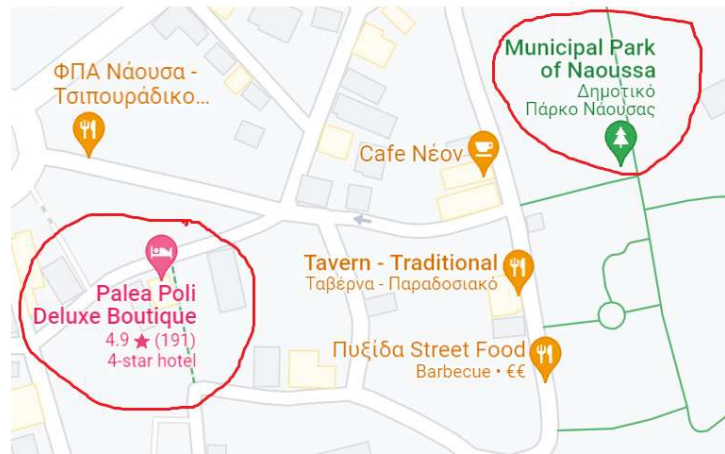 ΦΠΑ Νάουσα -
Τσιπουράδικο...
Municipal Park
of Naoussa
Δημοτικό
Πάρκο Νάουσας
Cafe Νέον
Palea Poli
Deluxe Boutique
4.9 ★ (191)
4-star hotel
Tavern - Traditional
Ταβέρνα - Παραδοσιακό
Πυξίδα Street Food
Barbecue • €€